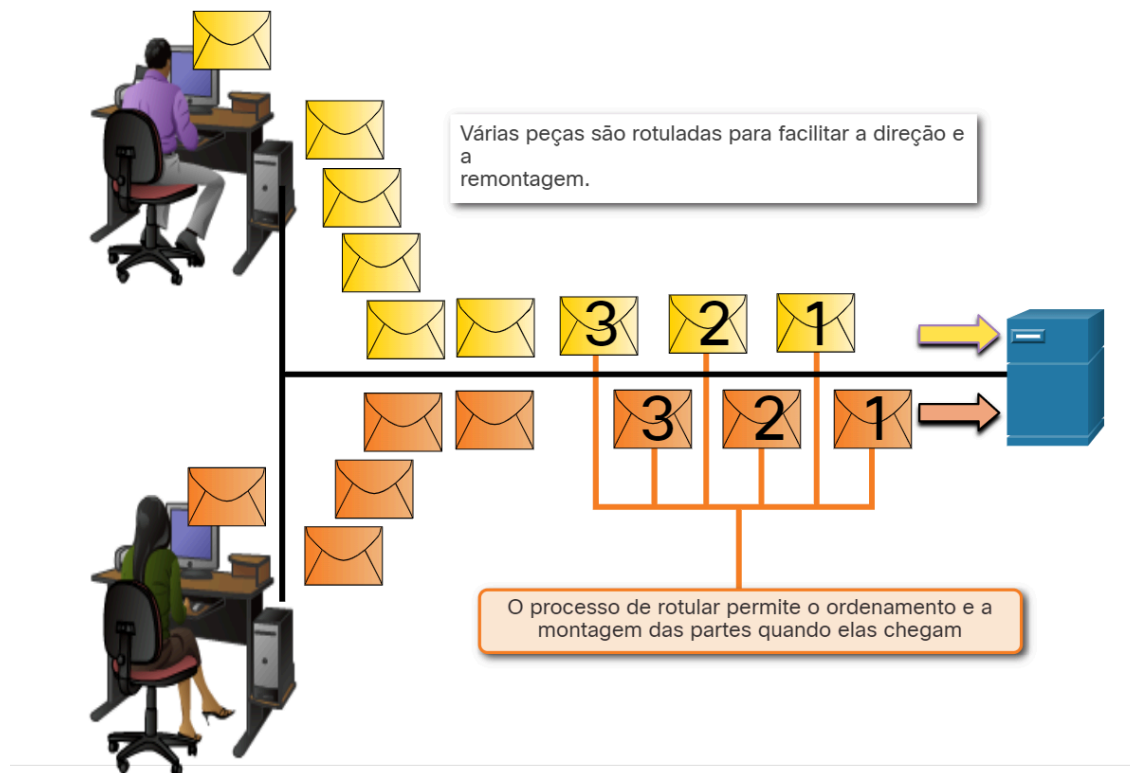 Várias peças são rotuladas para facilitar a direção e
a
remontagem.
3 2 1
3 2 1
O processo de rotular permite o ordenamento e a
montagem das partes quando elas chegam